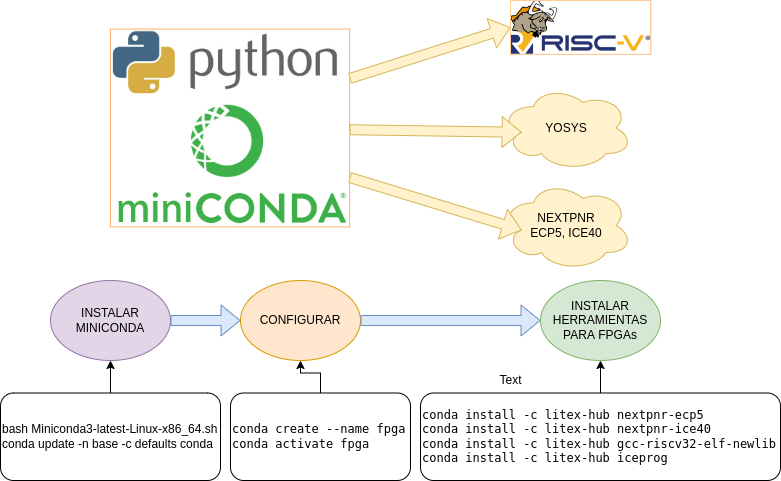 python
miniCONDA®
RISC-V®
YOSYS
NEXTPNR
ECP5, ICE40
INSTALAR
MINICONDA
CONFIGURAR
INSTALAR
HERRAMIENTAS
PARA FPGAs
Text
bash Miniconda3-latest-Linux-x86_64.sh
conda update -n base -c defaults conda
conda create --name fpga
conda activate fpga
conda install -c litex-hub nextpnr-ecp5
conda install -c litex-hub nextpnr-ice40
conda install -c litex-hub gcc-riscv32-elf-newlib
conda install -c litex-hub iceprog